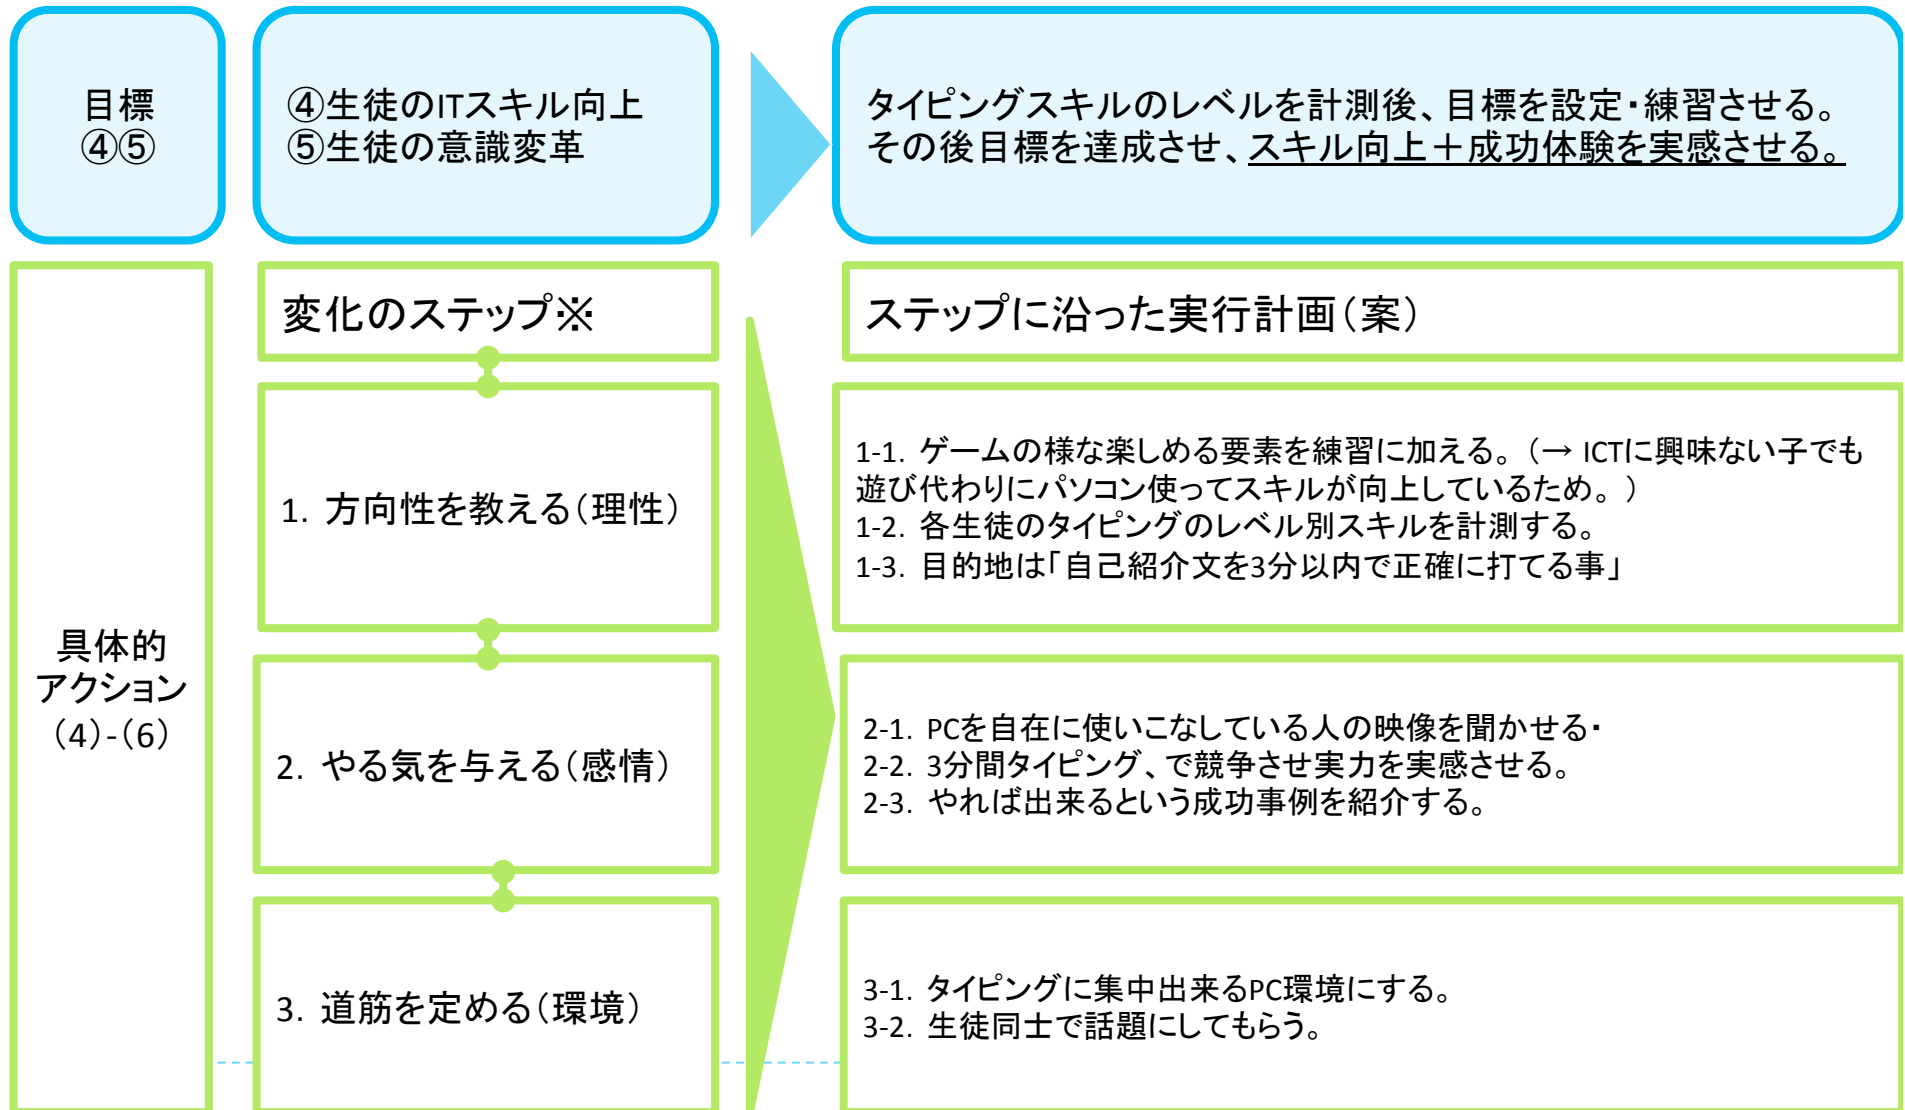 目標
④⑤
④生徒のITスキル向上
⑤生徒の意識変革
タイピングスキルのレベルを計測後、目標を設定・練習させる。
その後目標を達成させ、スキル向上＋成功体験を実感させる。
具体的
アクション
(4)-(6)
変化のステップ※
ステップに沿った実行計画（案）
1. 方向性を教える（理性）
1-1. ゲームの様な楽しめる要素を練習に加える。（→ ICTに興味ない子でも
遊び代わりにパソコン使ってスキルが向上しているため。）
1-2. 各生徒のタイピングのレベル別スキルを計測する。
1-3. 目的地は「自己紹介文を3分以内で正確に打てる事」
2. やる気を与える（感情）
2-1. PCを自在に使いこなしている人の映像を聞かせる・
2-2. 3分間タイピング、で競争させ実力を実感させる。
2-3. やれば出来るという成功事例を紹介する。
3. 道筋を定める（環境）
3-1. タイピングに集中出来るPC環境にする。
3-2. 生徒同士で話題にしてもらう。